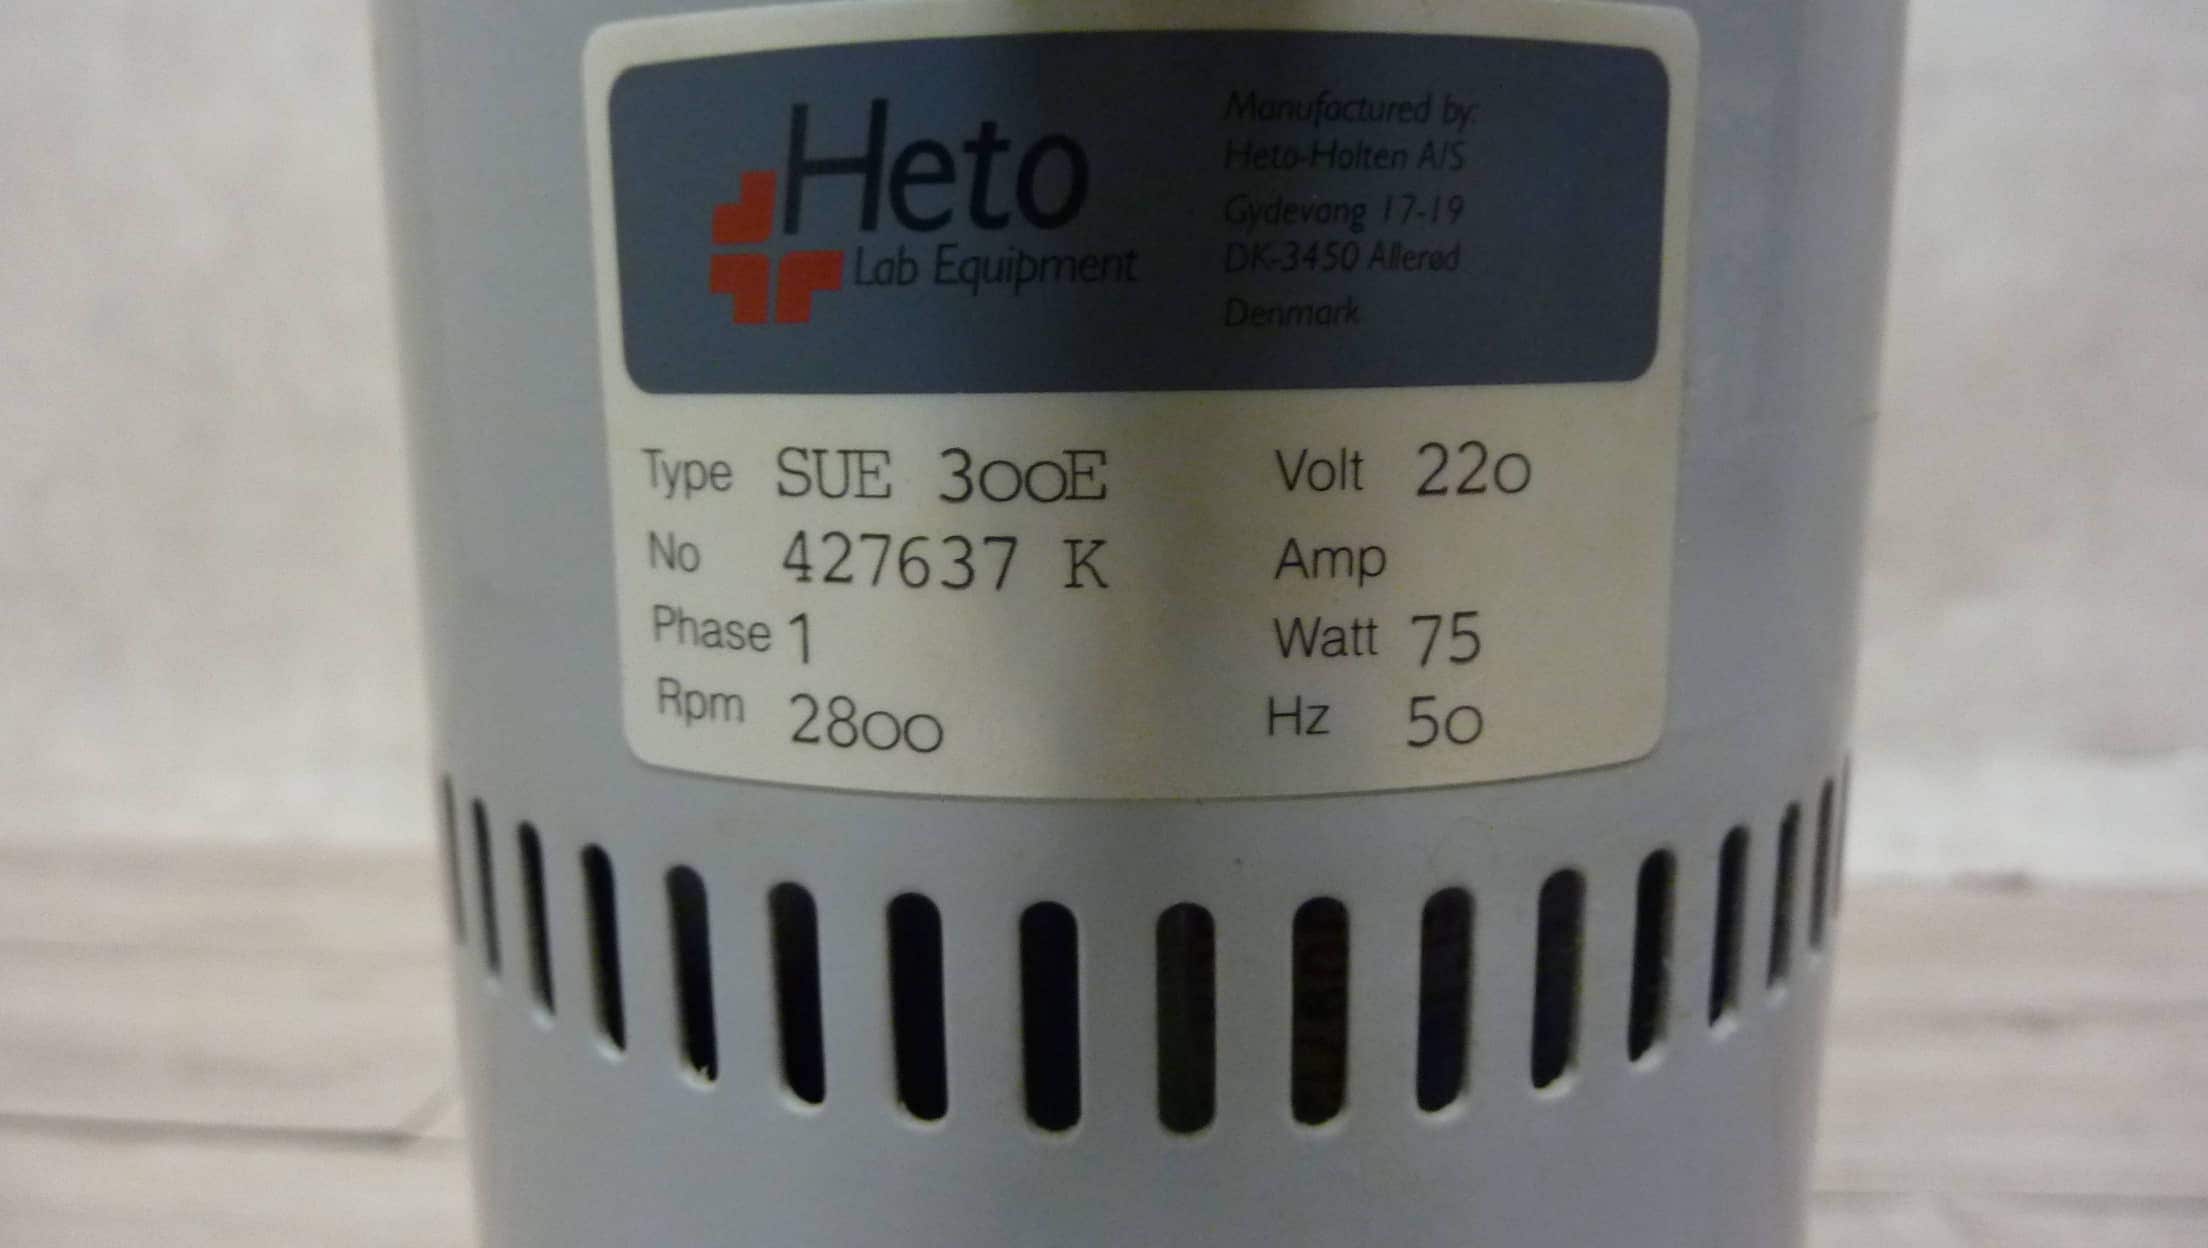 Heto
Lab Equipment
Manufactured by:
Heto-Holten A/S
Gydevang 17-19
DK-3450 Allerød
Denmark
Type SUE 300E
No 427637 K
Phase 1
Rpm 2800
Volt 220
Amp
Watt 75
Hz 50